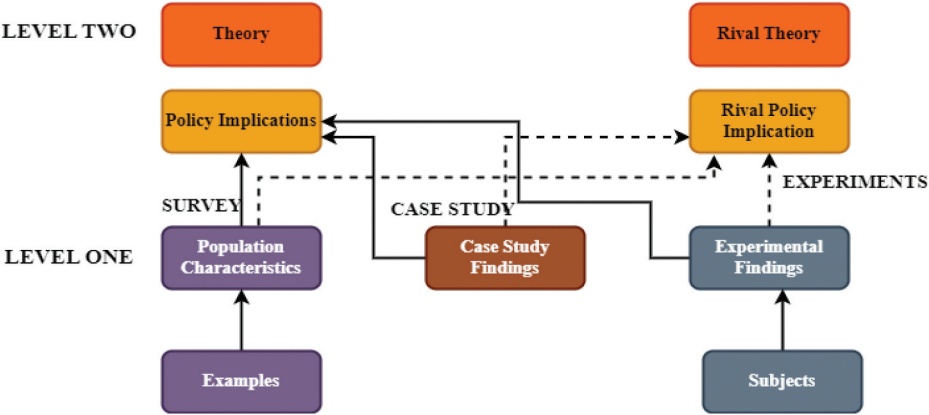 LEVEL TWO
Theory
Rival Theory
Policy Implications
Rival Policy
Implication
SURVEY
CASE STUDY
EXPERIMENTS
LEVEL ONE
Population
Characteristics
Case Study
Findings
Experimental
Findings
Examples
Subjects